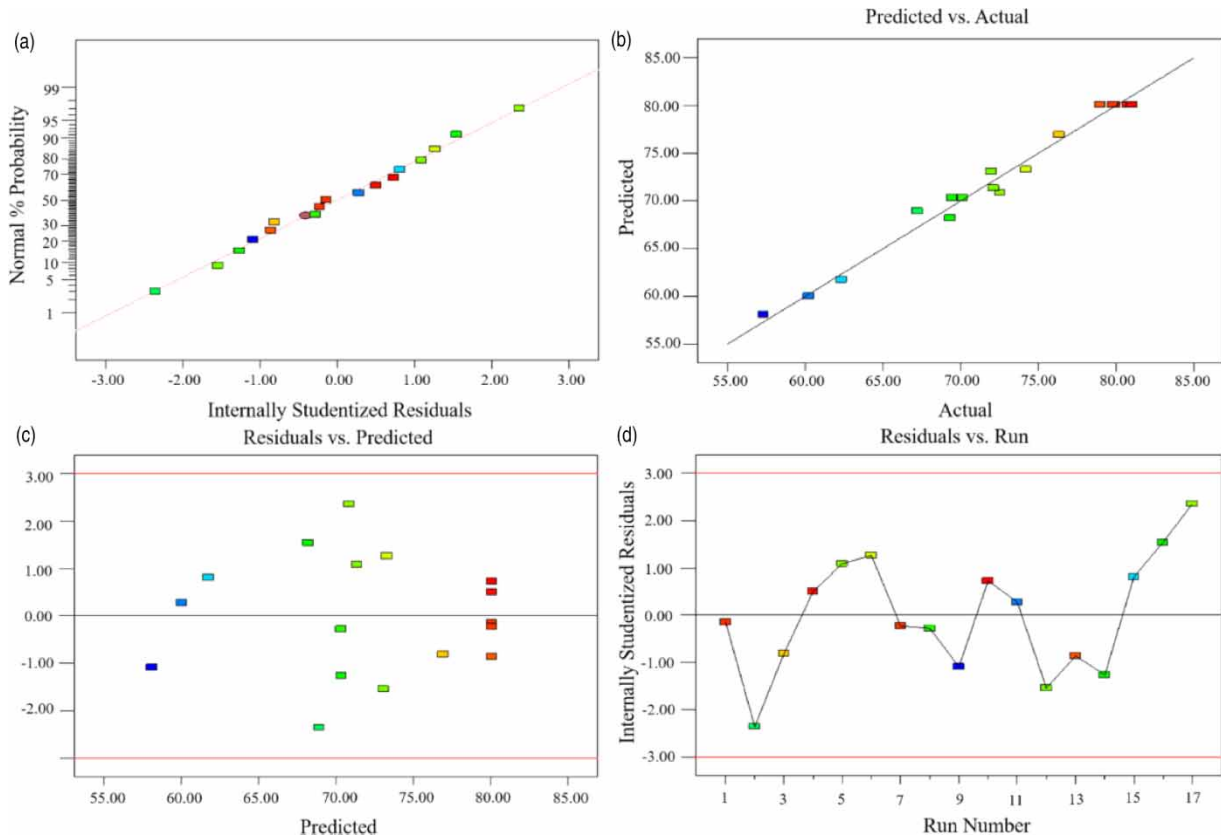 (a)
Normal % Probability
99
95
90
80
70
50
30
20
10
5
1
-3.00 -2.00 -1.00 0.00 1.00 2.00 3.00
Internally Studentized Residuals
(b)
Predicted vs. Actual
Predicted
85.00
80.00
75.00
70.00
65.00
60.00
55.00
55.00 60.00 65.00 70.00 75.00 80.00 85.00
Actual
(c)
Residuals vs. Predicted
3.00
2.00
1.00
0.00
-1.00
-2.00
55.00 60.00 65.00 70.00 75.00 80.00 85.00
Predicted
(d)
Residuals vs. Run
Internally Studentized Residuals
3.00
2.00
1.00
0.00
-1.00
-2.00
-3.00
1 3 5 7 9 11 13 15 17
Run Number